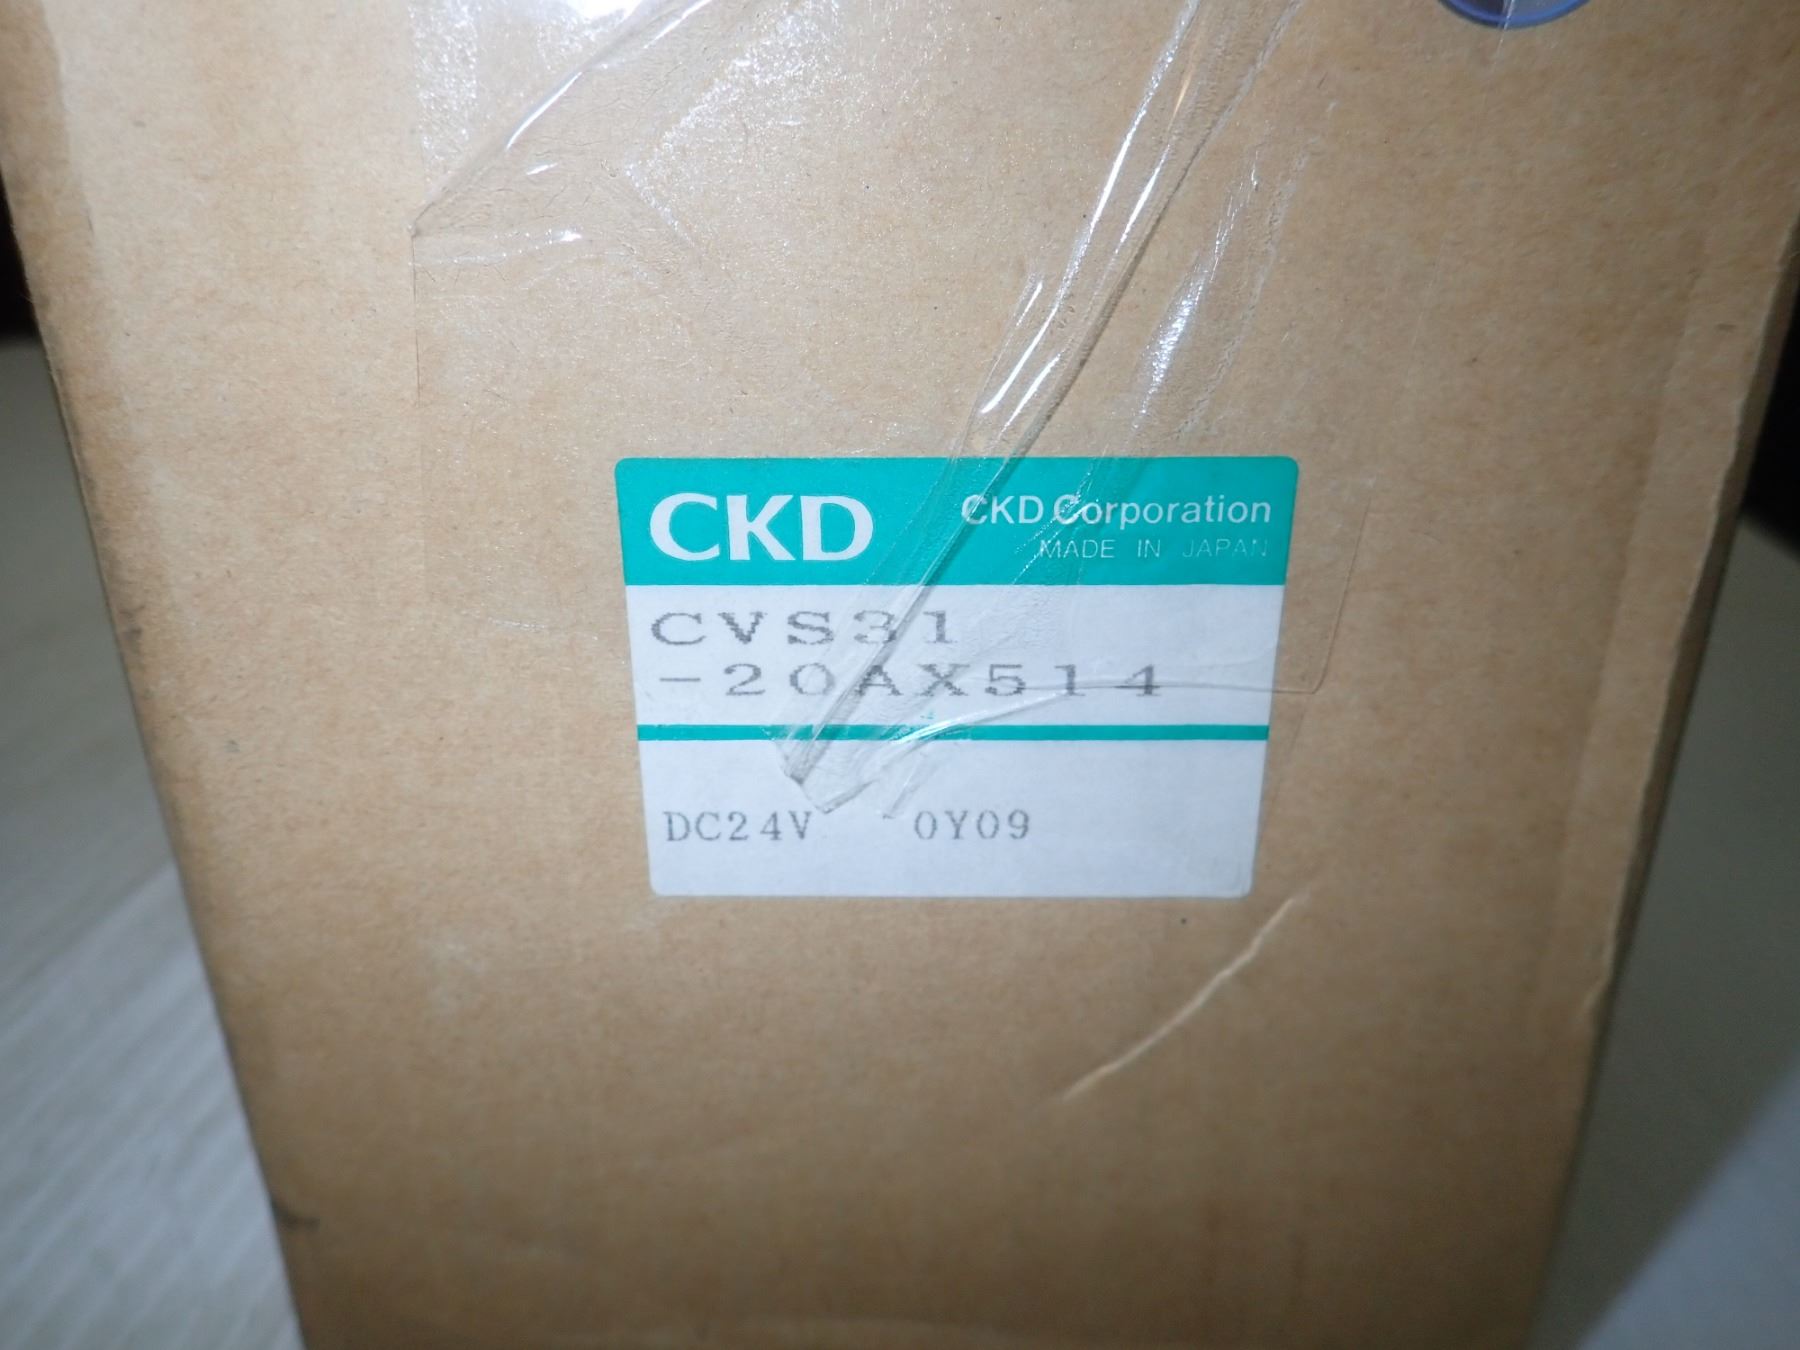 CKD
CKD Corporation
MADE IN JAPAN
CVS31
-20AX514
DC24V 0Y09